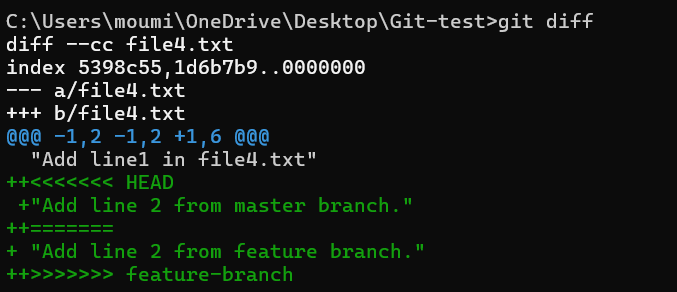 C:\Users\moumi\OneDrive\Desktop\Git-test>git diff
diff --cc file4.txt
index 5398c55,1d6b7b9..0000000
--- a/file4.txt
+++ b/file4.txt
@@@ -1,2 -1,2 +1,6 @@@
  "Add line1 in file4.txt"
++<<<<<<< HEAD
 +"Add line 2 from master branch."
++=======
+ "Add line 2 from feature branch."
++>>>>>>> feature-branch